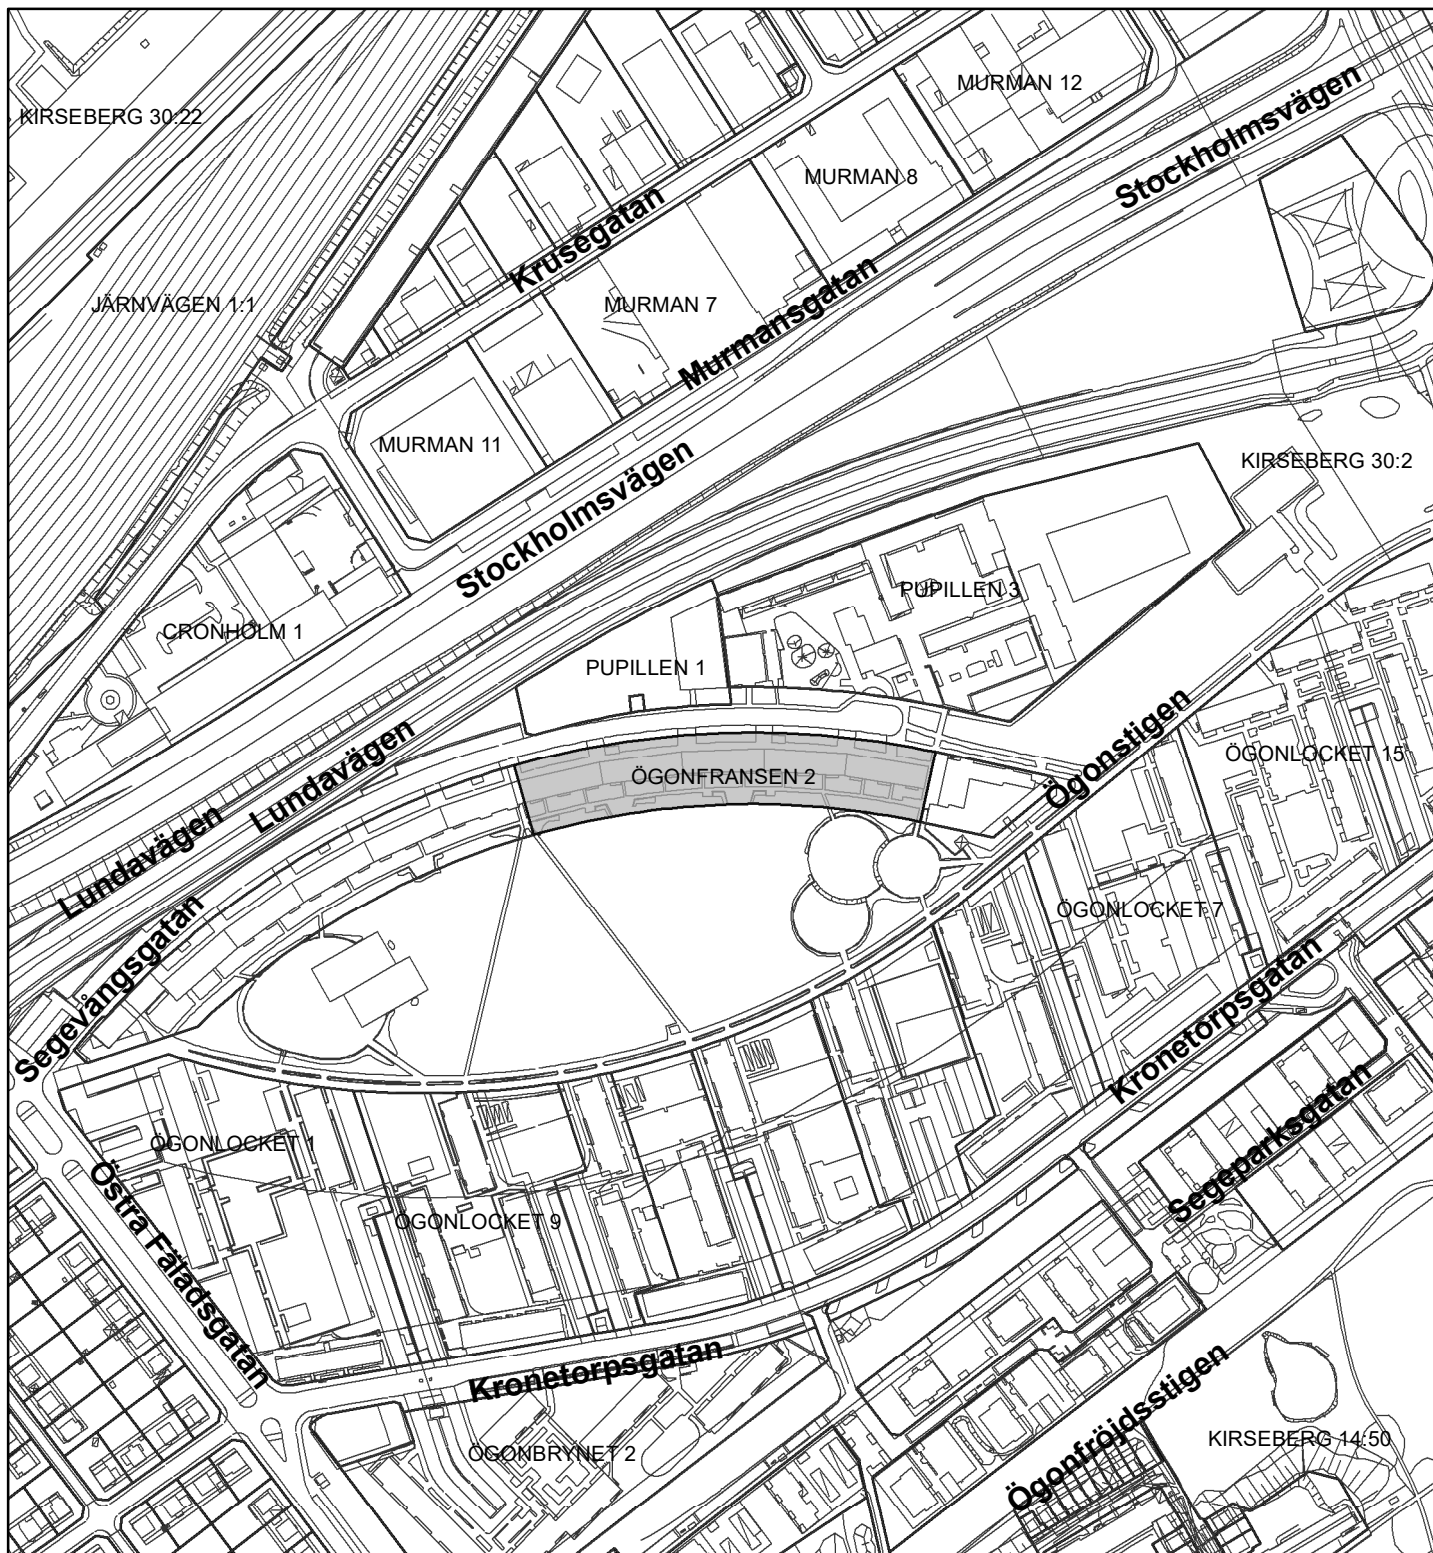 KIRSEBERG 30:22
MURMAN 12
Stockholmsvägen
MURMAN 8
Krusegatan
JÄRNVÄGEN 1:1
MURMAN 7
Murmansgatan
MURMAN 11
Stockholmsvägen
KIRSEBERG 30:2
PUPILLEN 3
CRONHOLM 1
PUPILLEN 1
Ögonstigen
ÖGONLOCKET 15
Lundavägen
ÖGONFRANSEN 2
Lundavägen
ÖGONLOCKET 7
Segevångsgatan
Kronetorpsgatan
Segeparksgatan
ÖGONLOCKET 1
Östra Fäladsgatan
ÖGONLOCKET 9
Kronetorpsgatan
Ögonfröjdsstigen
KIRSEBERG 14:50
ÖGONBRYNET 2